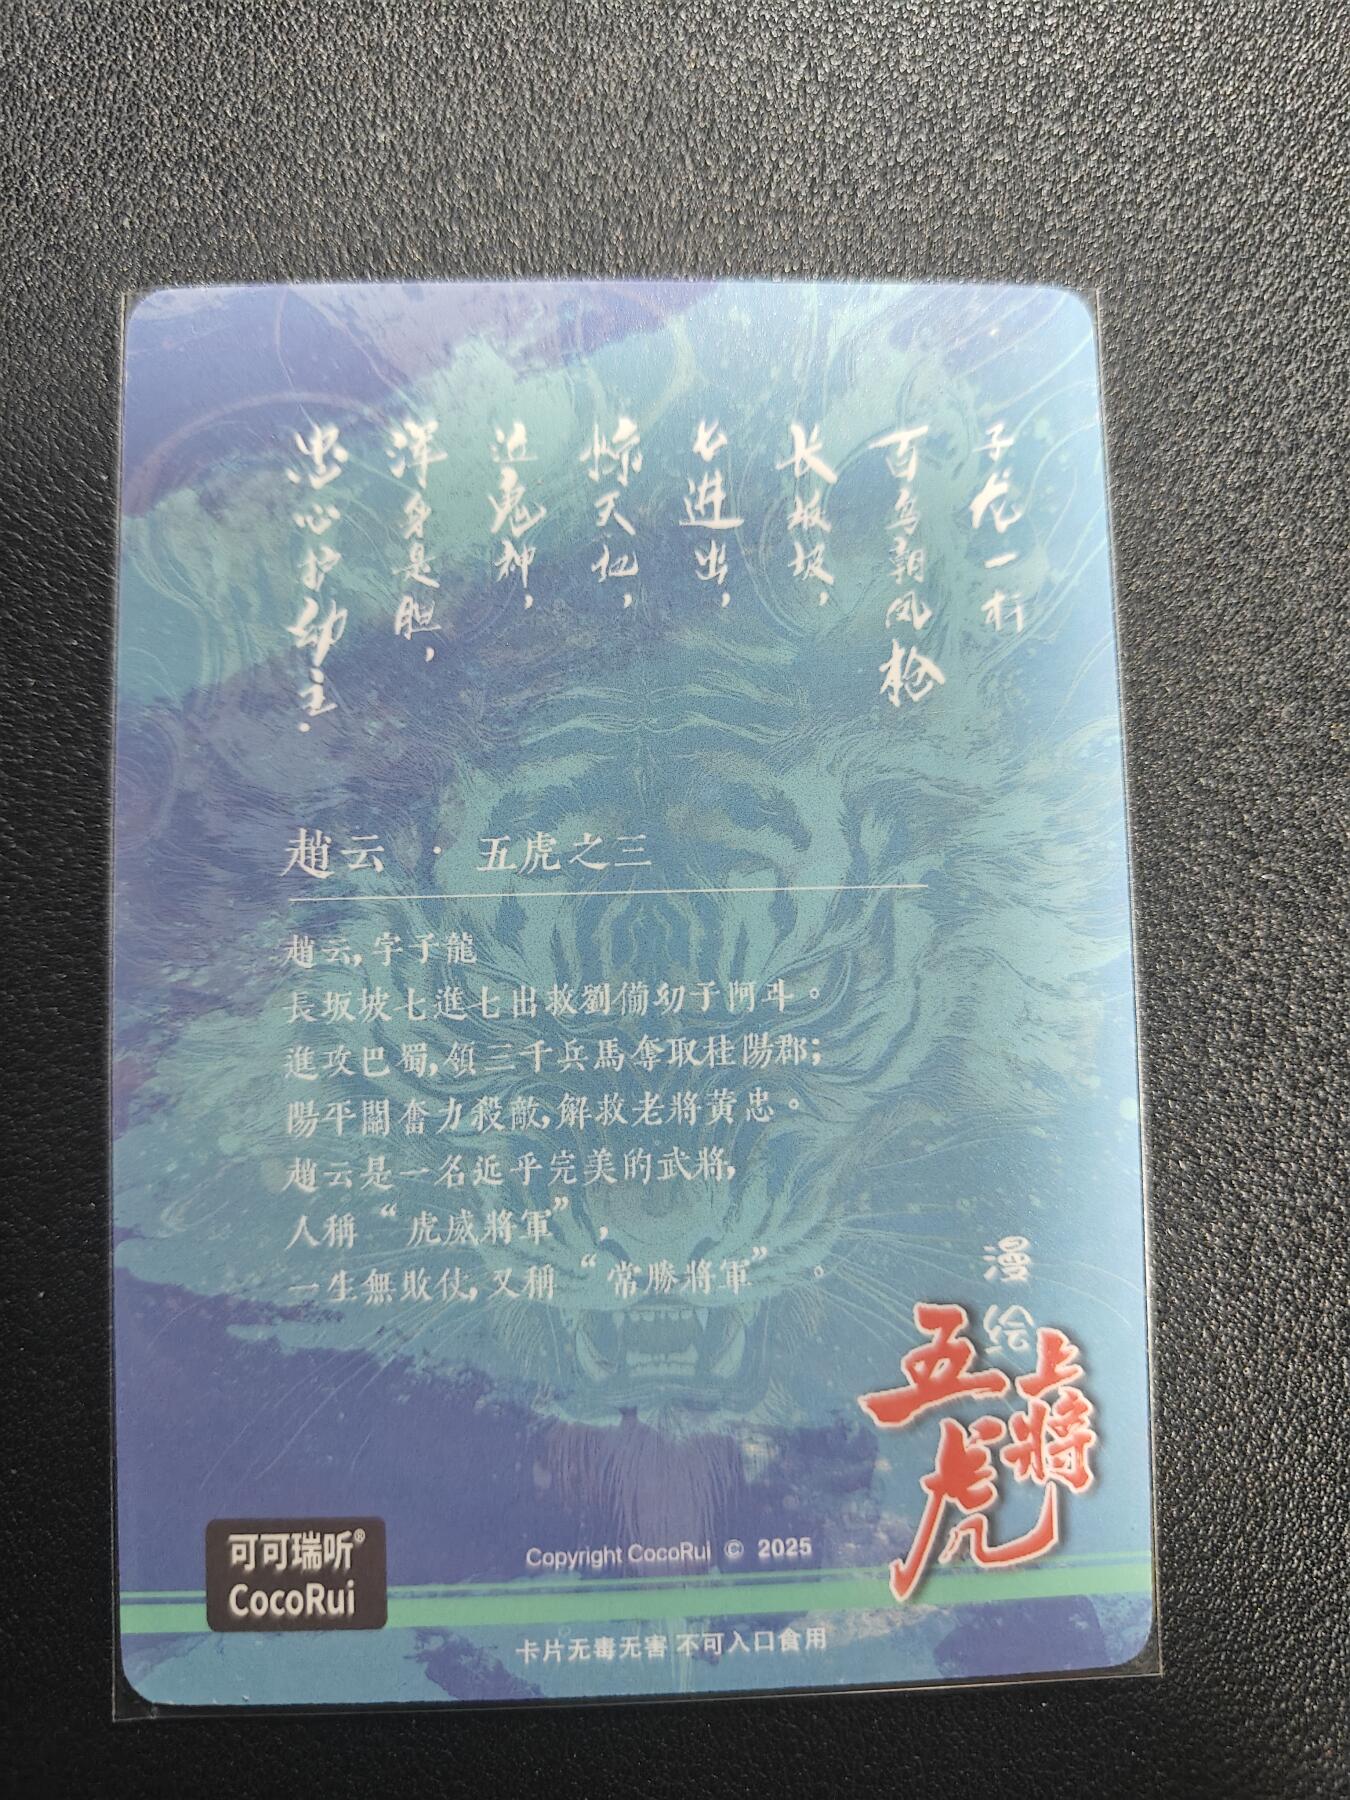 子龙一杆
百鸟朝凤枪
长坂坡，
七进出，
惊天地，
泣鬼神，
浑身是胆，
忠心护幼主.
趙云 · 五虎之三
趙云,字子龍
長坂坡七進七出救劉備幼子阿斗。
進攻巴蜀,領三千兵馬奪取桂陽郡;
陽平關奮力殺敵,解救老將黄忠。
趙云是一名近乎完美的武將,
人稱“虎威將軍”，
一生無敗仗,又稱“常勝將軍”。
漫绘
五虎
上將
可可瑞听®
CocoRui
Copyright CocoRui © 2025
卡片无毒无害 不可入口食用